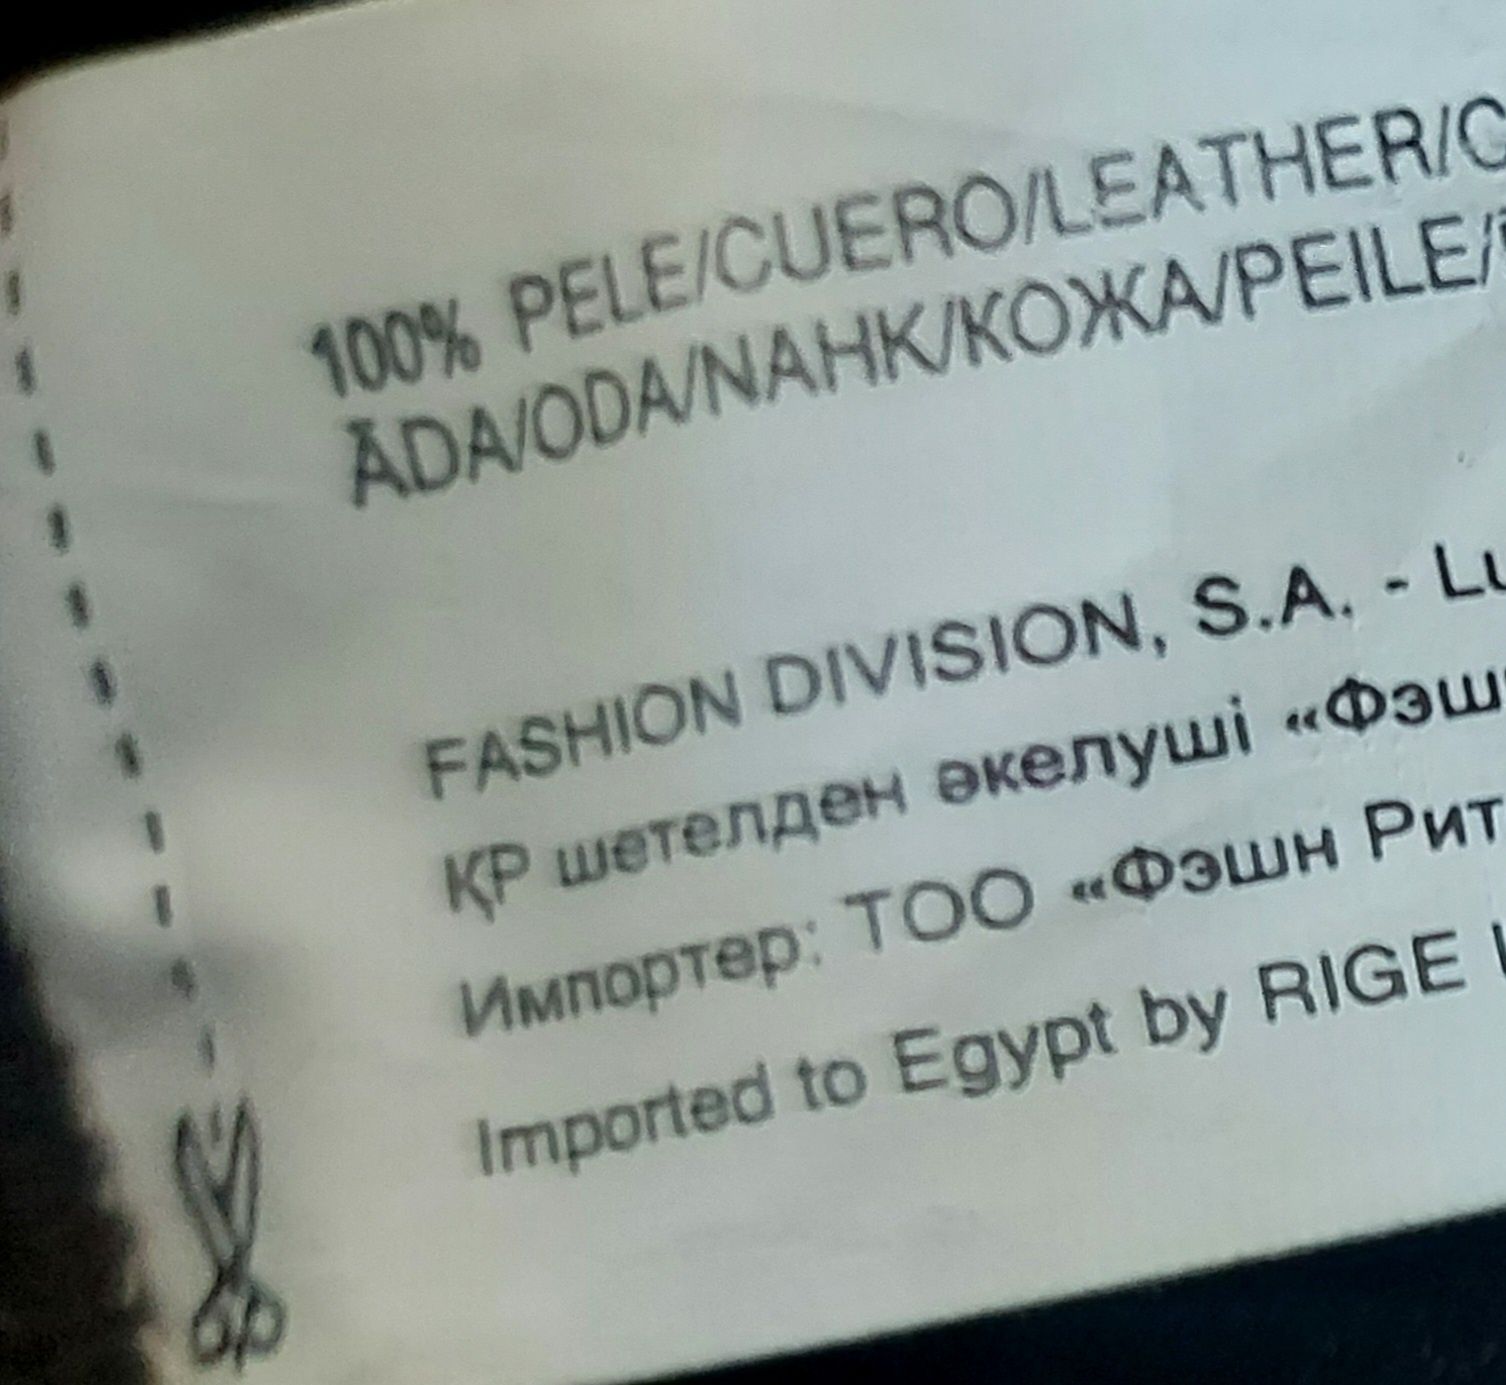 100% PELE/CUERO/LEATHER/
ĀDA/ODA/NAHK/КОЖА/PEILE/
FASHION DIVISION, S.A. -
ҚР шетелден әкелуші «Фэш
Импортер: ТОО «Фэшн Рит
Imported to Egypt by RIGE